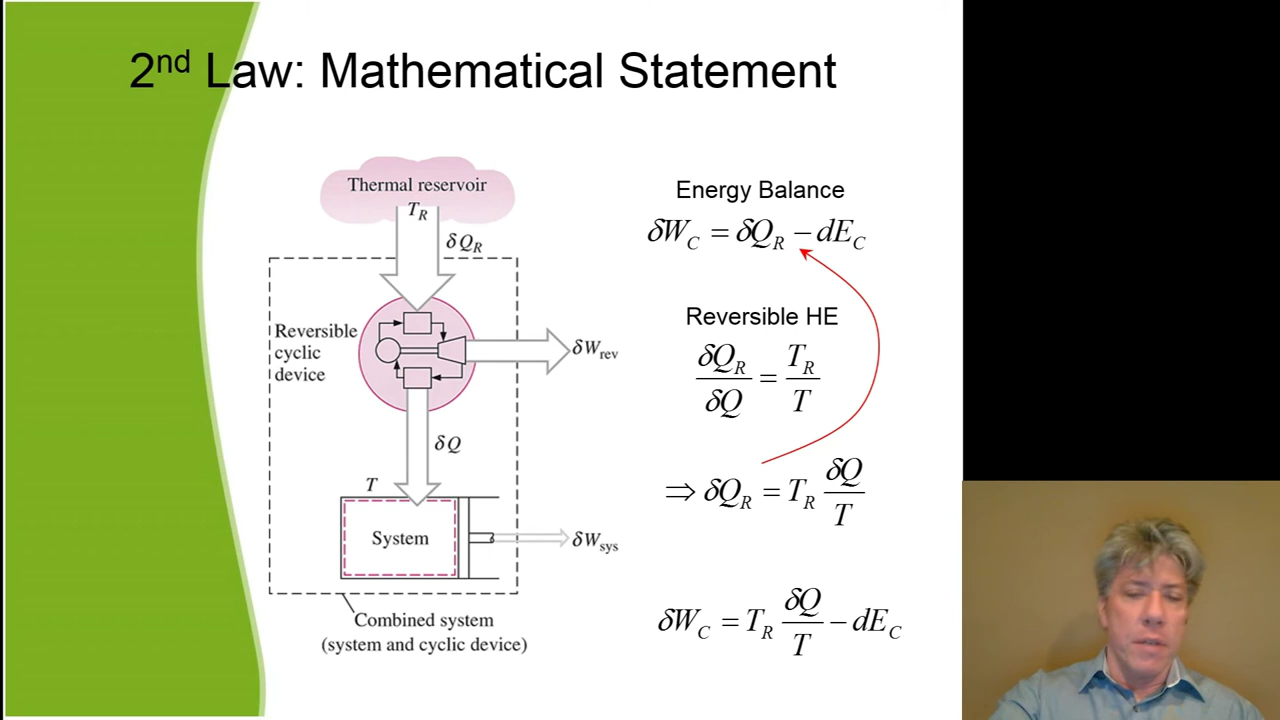 2nd Law: Mathematical Statement
Thermal reservoir
T_R
δQ_R
Reversible
cyclic
device
δW_rev
δQ
T
System
δW_sys
Combined system
(system and cyclic device)
Energy Balance
δW_C = δQ_R − dE_C
Reversible HE
δQ_R / δQ = T_R / T
⇒ δQ_R = T_R δQ / T
δW_C = T_R δQ / T − dE_C